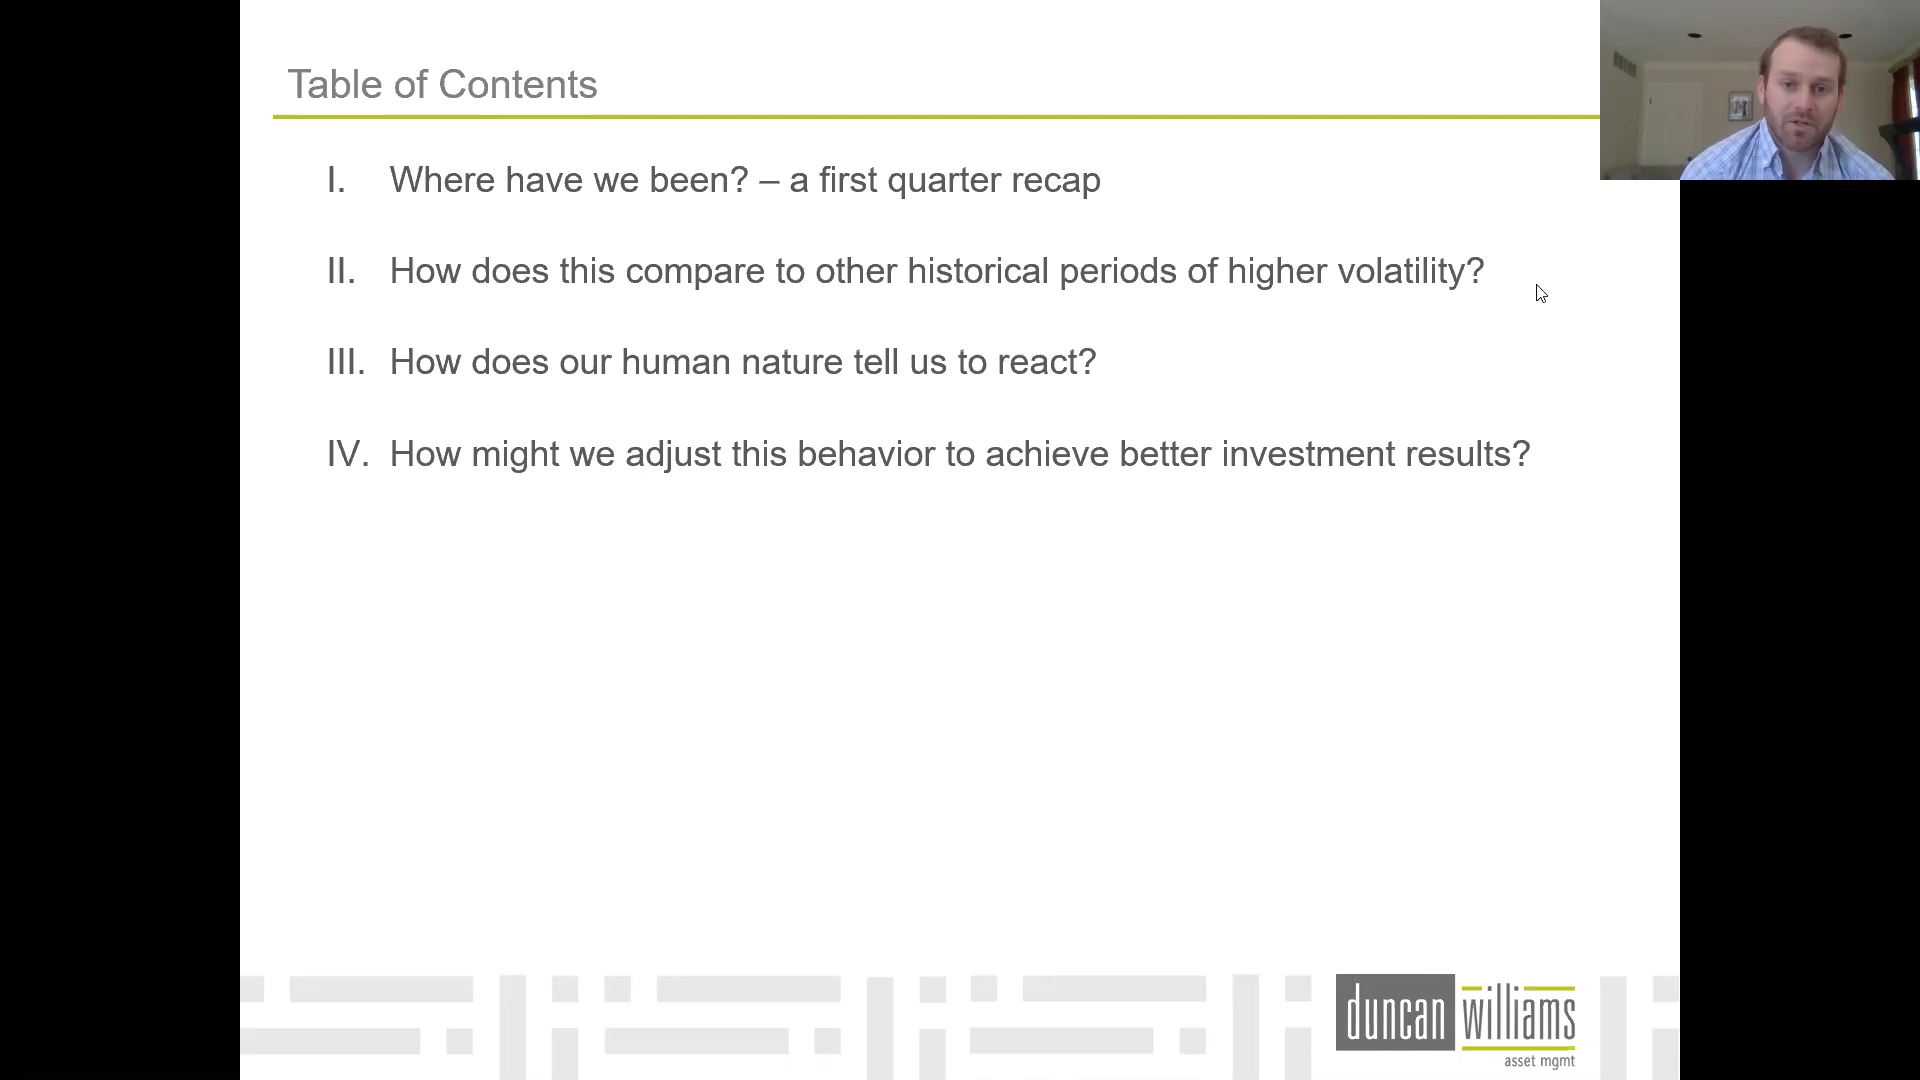 Table of Contents
I. Where have we been? – a first quarter recap
II. How does this compare to other historical periods of higher volatility?
III. How does our human nature tell us to react?
IV. How might we adjust this behavior to achieve better investment results?
duncan williams
asset mgmt